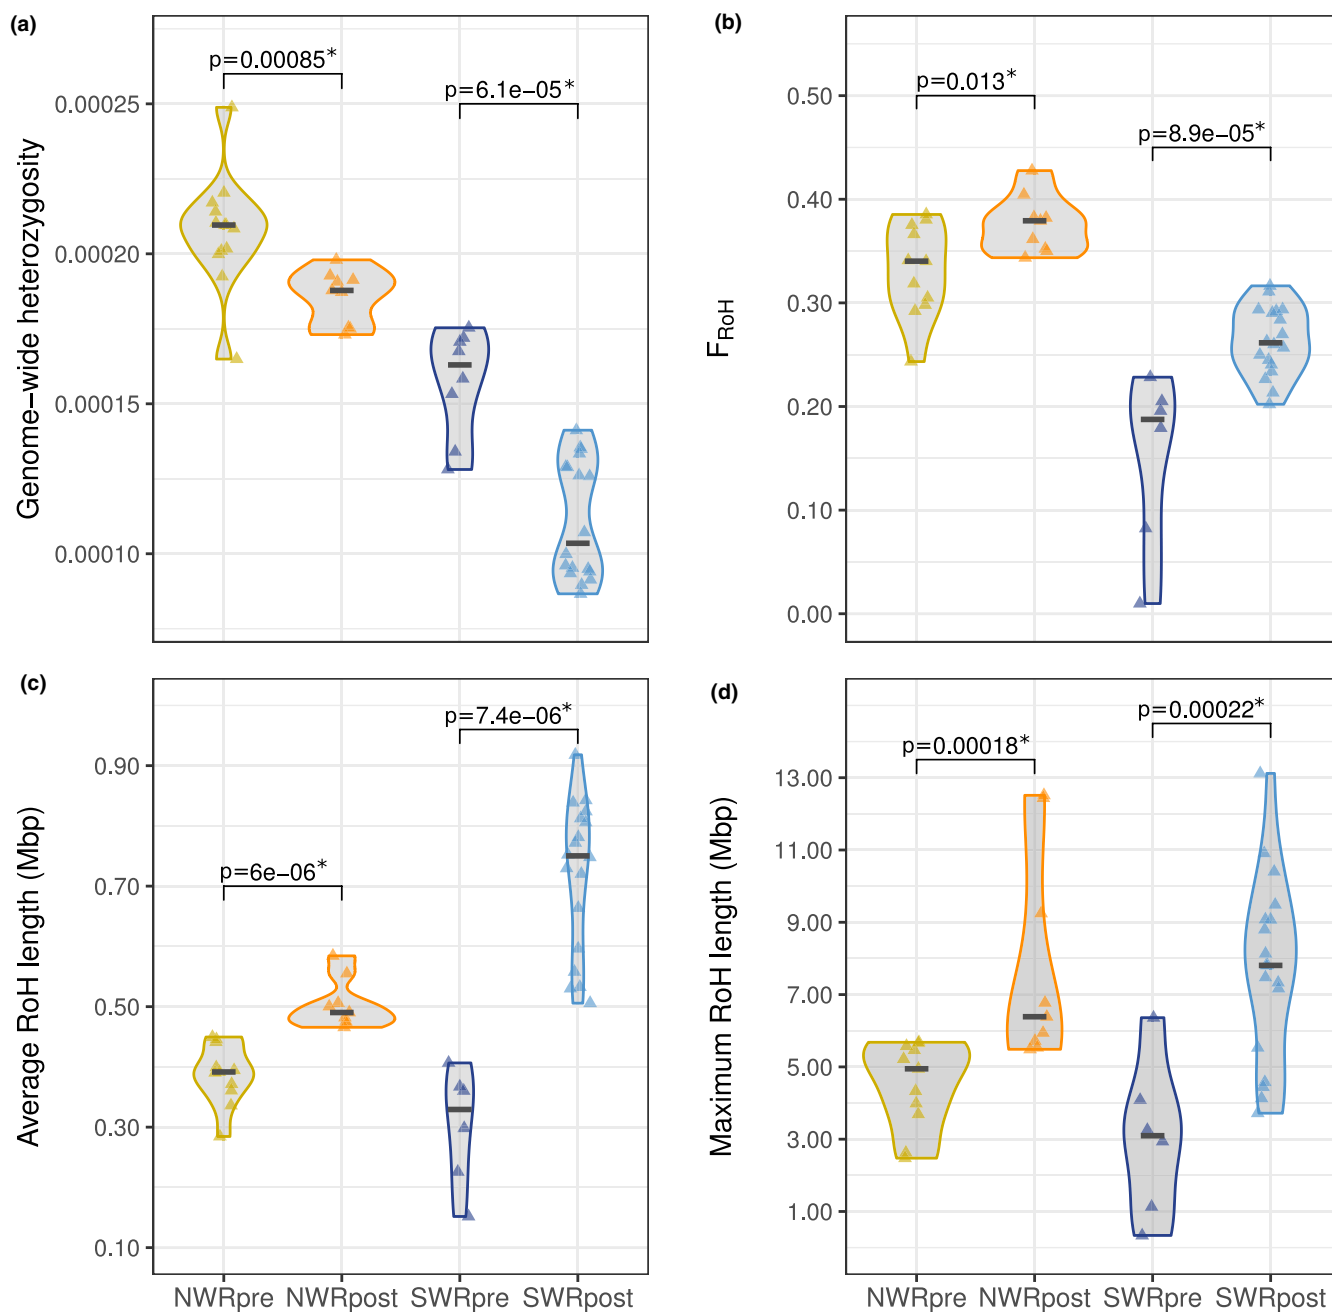 (a)
Genome−wide heterozygosity
0.00025
0.00020
0.00015
0.00010
p=0.00085*
p=6.1e−05*
(b)
F_RoH
0.50
0.40
0.30
0.20
0.10
0.00
p=0.013*
p=8.9e−05*
(c)
Average RoH length (Mbp)
0.90
0.70
0.50
0.30
0.10
p=6e−06*
p=7.4e−06*
NWRpre NWRpost SWRpre SWRpost
(d)
Maximum RoH length (Mbp)
13.00
11.00
9.00
7.00
5.00
3.00
1.00
p=0.00018*
p=0.00022*
NWRpre NWRpost SWRpre SWRpost